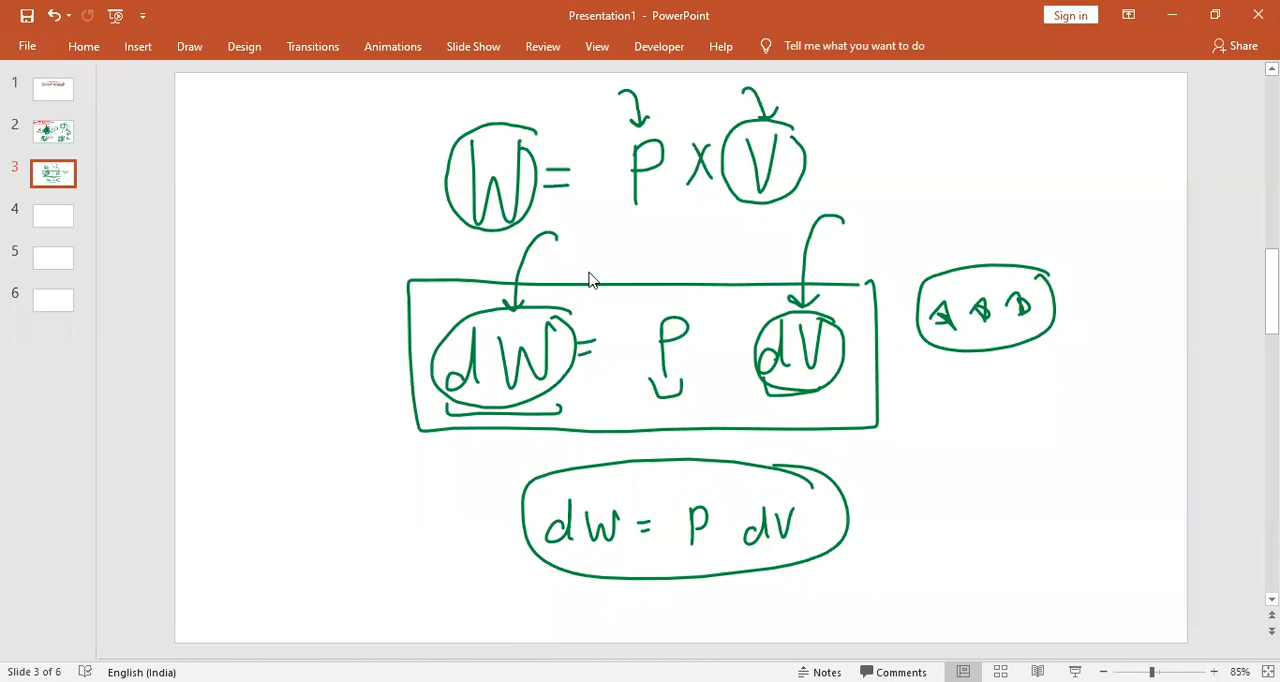 Presentation1 - PowerPoint
Sign in
File Home Insert Draw Design Transitions Animations Slide Show Review View Developer Help Tell me what you want to do Share
1
2
3
4
5
6
W = P X V
dW = P dV
dW = P dV
Slide 3 of 6 English (India) Notes Comments 85%